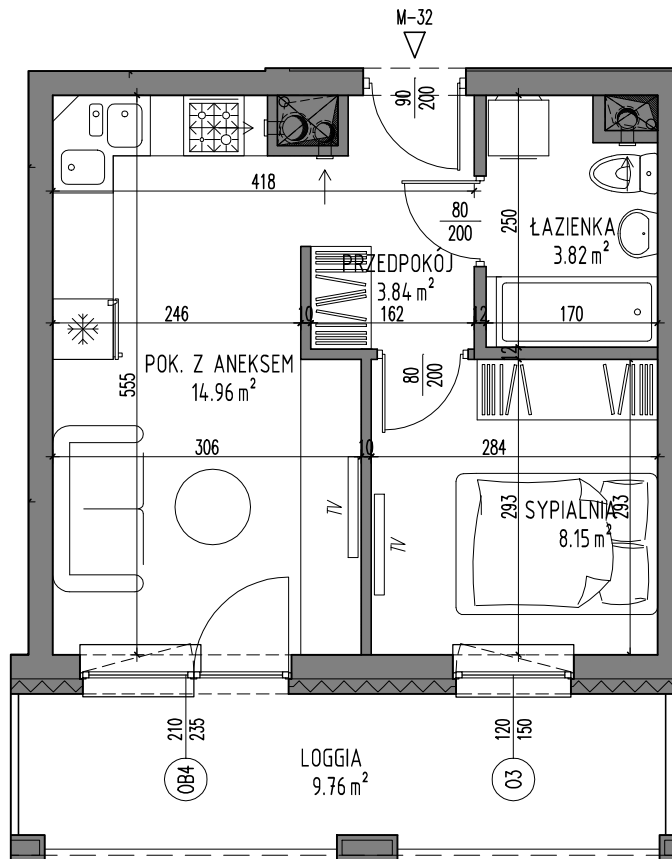 M-32
90
200
418
80
200
250
ŁAZIENKA
3.82 m²
PRZEDPOKÓJ
3.84 m²
246
10
162
12
170
POK. Z ANEKSEM
14.96 m²
555
80
200
12
306
10
284
TV
TV
293
SYPIALNIA
8.15 m²
293
210
235
OB4
120
150
O3
LOGGIA
9.76 m²